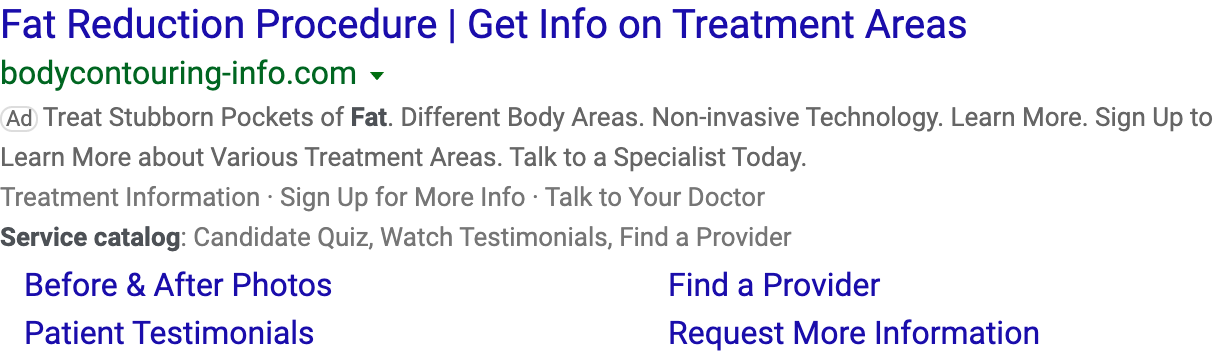 Fat Reduction Procedure | Get Info on Treatment Areas
bodycontouring-info.com
Ad Treat Stubborn Pockets of Fat. Different Body Areas. Non-invasive Technology. Learn More. Sign Up to
Learn More about Various Treatment Areas. Talk to a Specialist Today.
Treatment Information · Sign Up for More Info · Talk to Your Doctor
Service catalog: Candidate Quiz, Watch Testimonials, Find a Provider
Before & After Photos Find a Provider
Patient Testimonials Request More Information